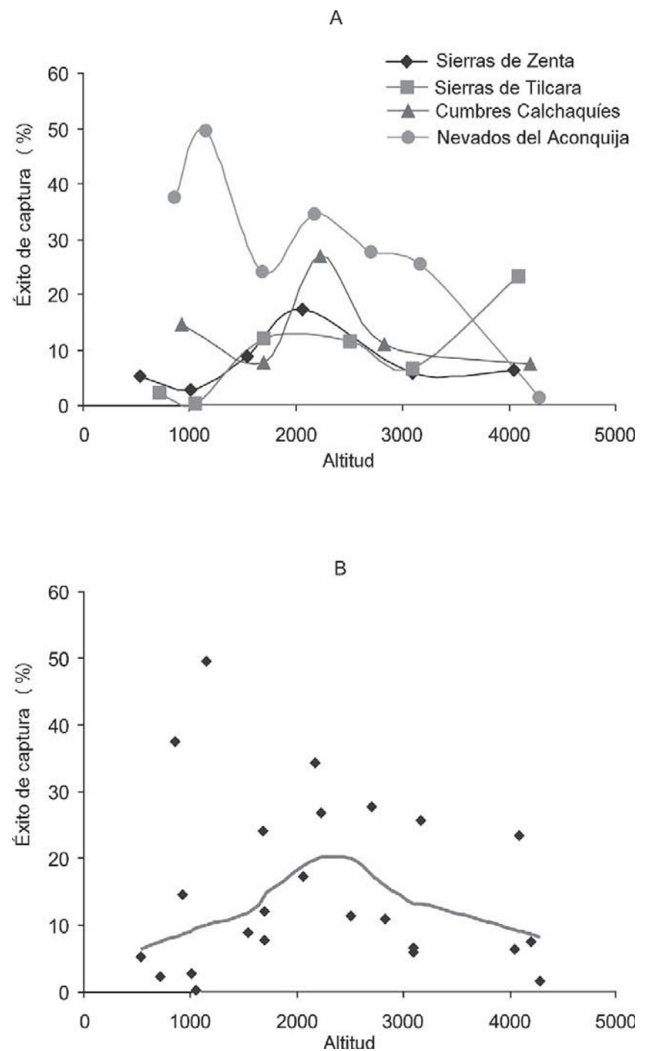 A
Sierras de Zenta
Sierras de Tilcara
Cumbres Calchaquíes
Nevados del Aconquija
Éxito de captura (%)
60
50
40
30
20
10
0
0 1000 2000 3000 4000 5000
Altitud
B
Éxito de captura (%)
60
50
40
30
20
10
0
0 1000 2000 3000 4000 5000
Altitud